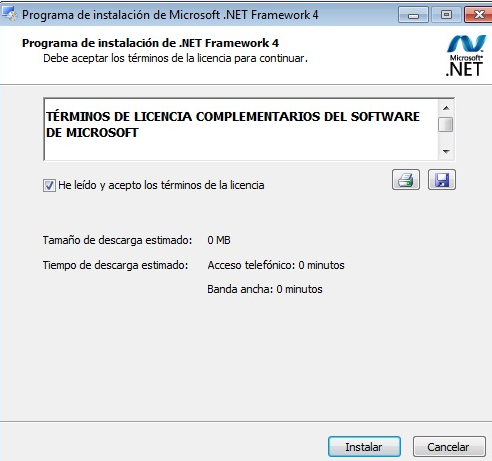 Programa de instalación de Microsoft .NET Framework 4
Programa de instalación de .NET Framework 4
Debe aceptar los términos de la licencia para continuar.
Microsoft®
.NET
TÉRMINOS DE LICENCIA COMPLEMENTARIOS DEL SOFTWARE
DE MICROSOFT
He leído y acepto los términos de la licencia
Tamaño de descarga estimado: 0 MB
Tiempo de descarga estimado: Acceso telefónico: 0 minutos
Banda ancha: 0 minutos
Instalar Cancelar